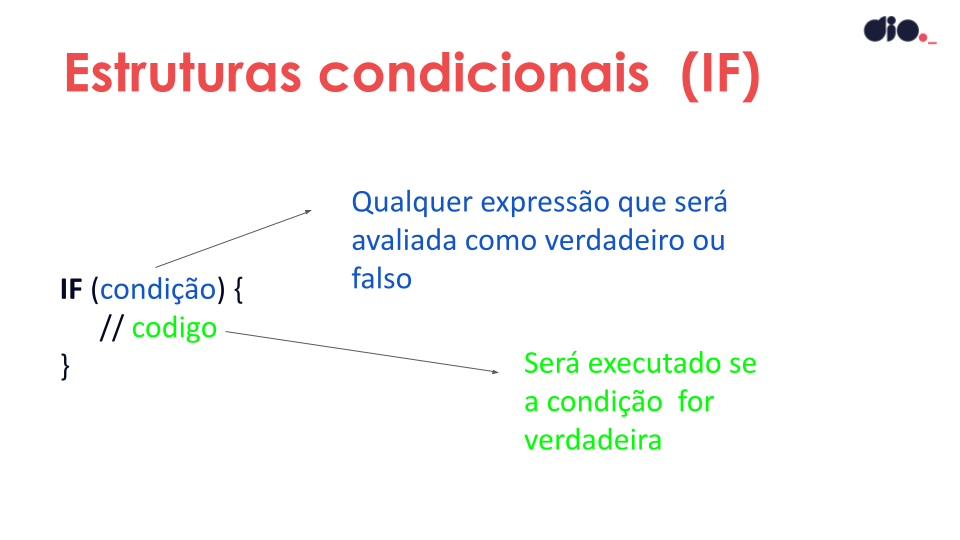 dio._
Estruturas condicionais (IF)
Qualquer expressão que será
avaliada como verdadeiro ou
falso
IF (condição) {
// codigo
}
Será executado se
a condição for
verdadeira